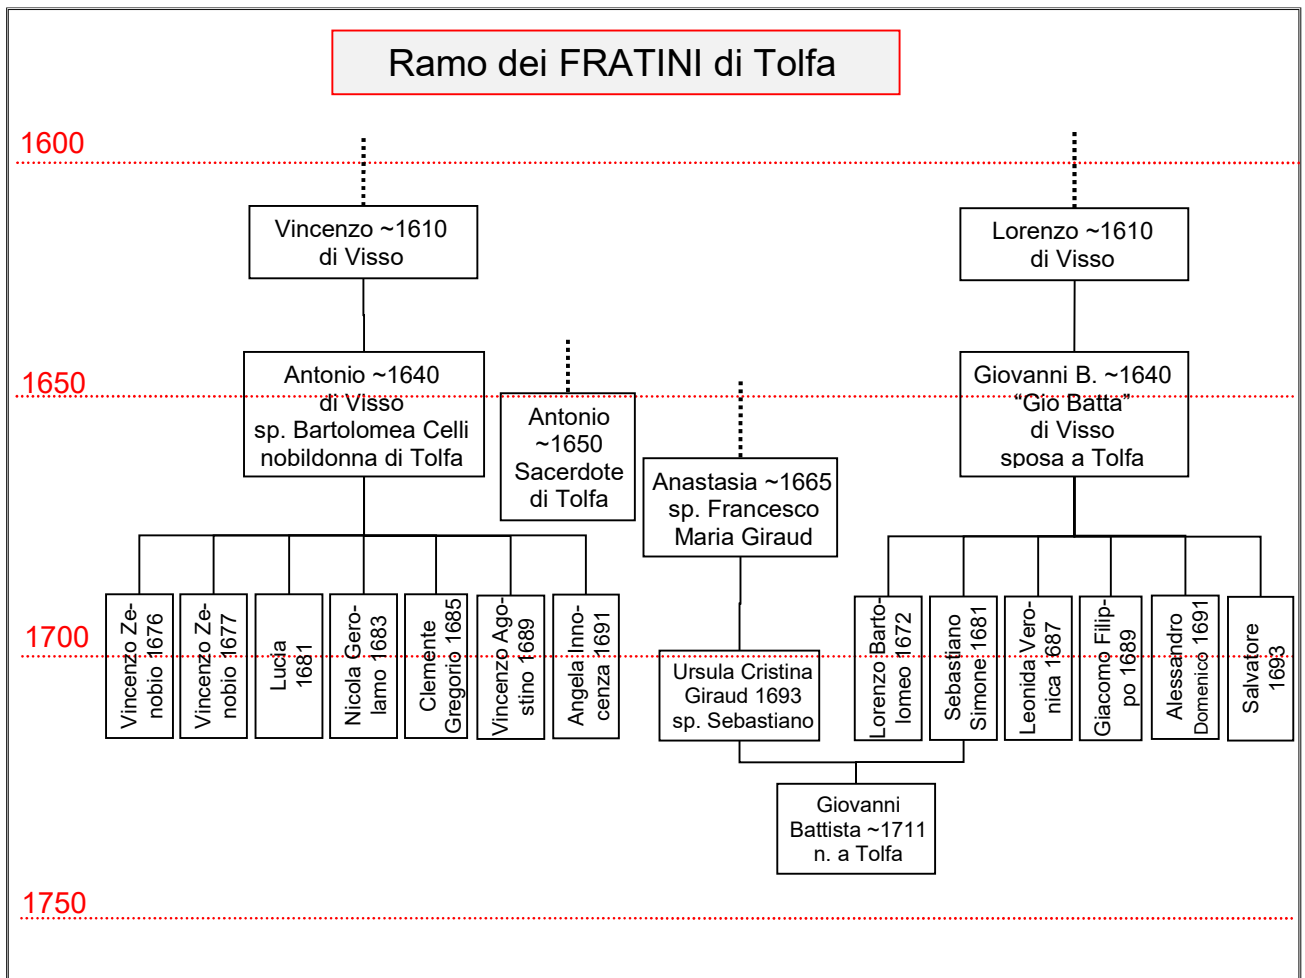 Ramo dei FRATINI di Tolfa
1600
Vincenzo ~1610
di Visso
Lorenzo ~1610
di Visso
1650
Antonio ~1640
di Visso
sp. Bartolomea Celli
nobildonna di Tolfa
Antonio
~1650
Sacerdote
di Tolfa
Anastasia ~1665
sp. Francesco
Maria Giraud
Giovanni B. ~1640
“Gio Batta”
di Visso
sposa a Tolfa
1700
Vincenzo Ze-
nobio 1676
Vincenzo Ze-
nobio 1677
Lucia
1681
Nicola Gero-
lamo 1683
Clemente
Gregorio 1685
Vincenzo Ago-
stino 1689
Angela Inno-
cenza 1691
Ursula Cristina
Giraud 1693
sp. Sebastiano
Lorenzo Barto-
lomeo 1672
Sebastiano
Simone 1681
Leonida Vero-
nica 1687
Giacomo Filip-
po 1689
Alessandro
Domenico 1691
Salvatore
1693
Giovanni
Battista ~1711
n. a Tolfa
1750